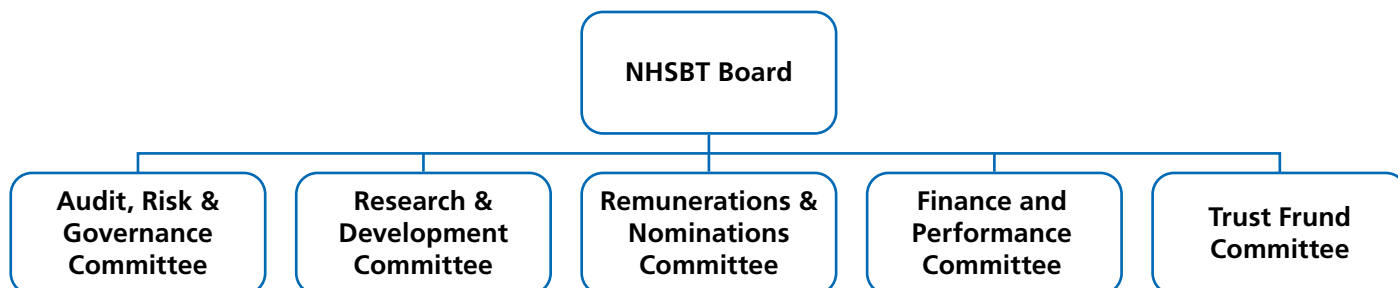 NHSBT Board
Audit, Risk &
Governance
Committee
Research &
Development
Committee
Remunerations &
Nominations
Committee
Finance and
Performance
Committee
Trust Frund
Committee